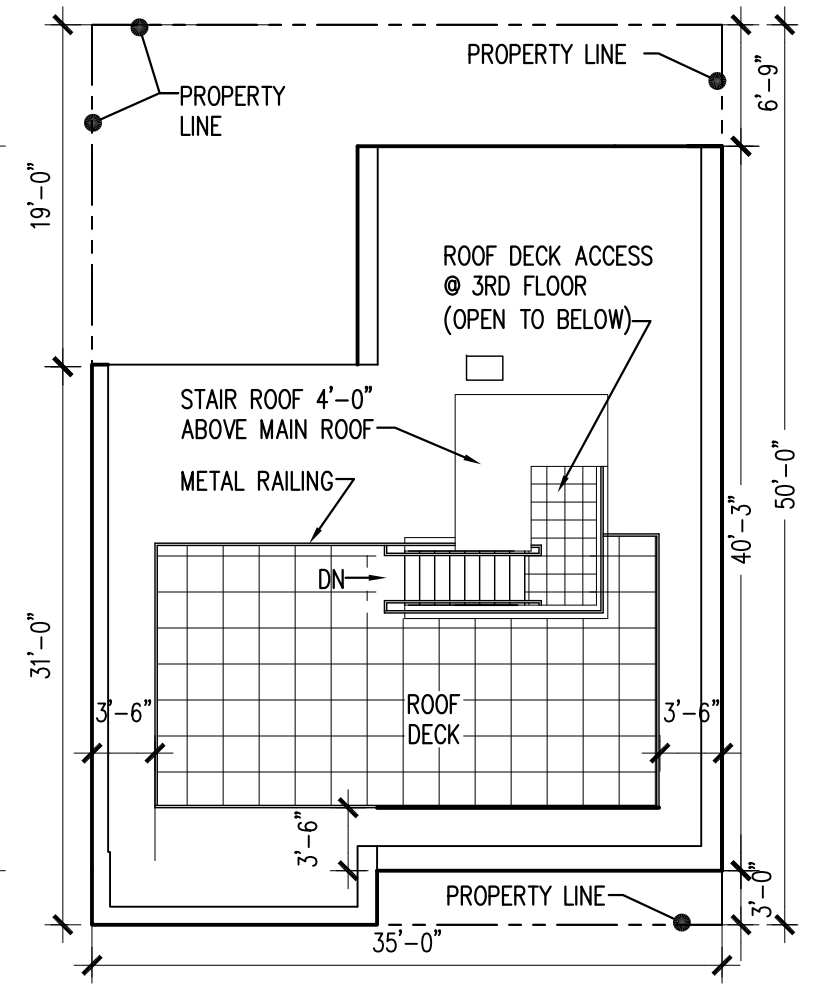 PROPERTY LINE
6'-9"
PROPERTY
LINE
19'-0"
ROOF DECK ACCESS
@ 3RD FLOOR
(OPEN TO BELOW)
STAIR ROOF 4'-0"
ABOVE MAIN ROOF
METAL RAILING
50'-0"
40'-3"
DN
31'-0"
ROOF
DECK
3'-6"
3'-6"
3'-6"
PROPERTY LINE
3'-0"
35'-0"